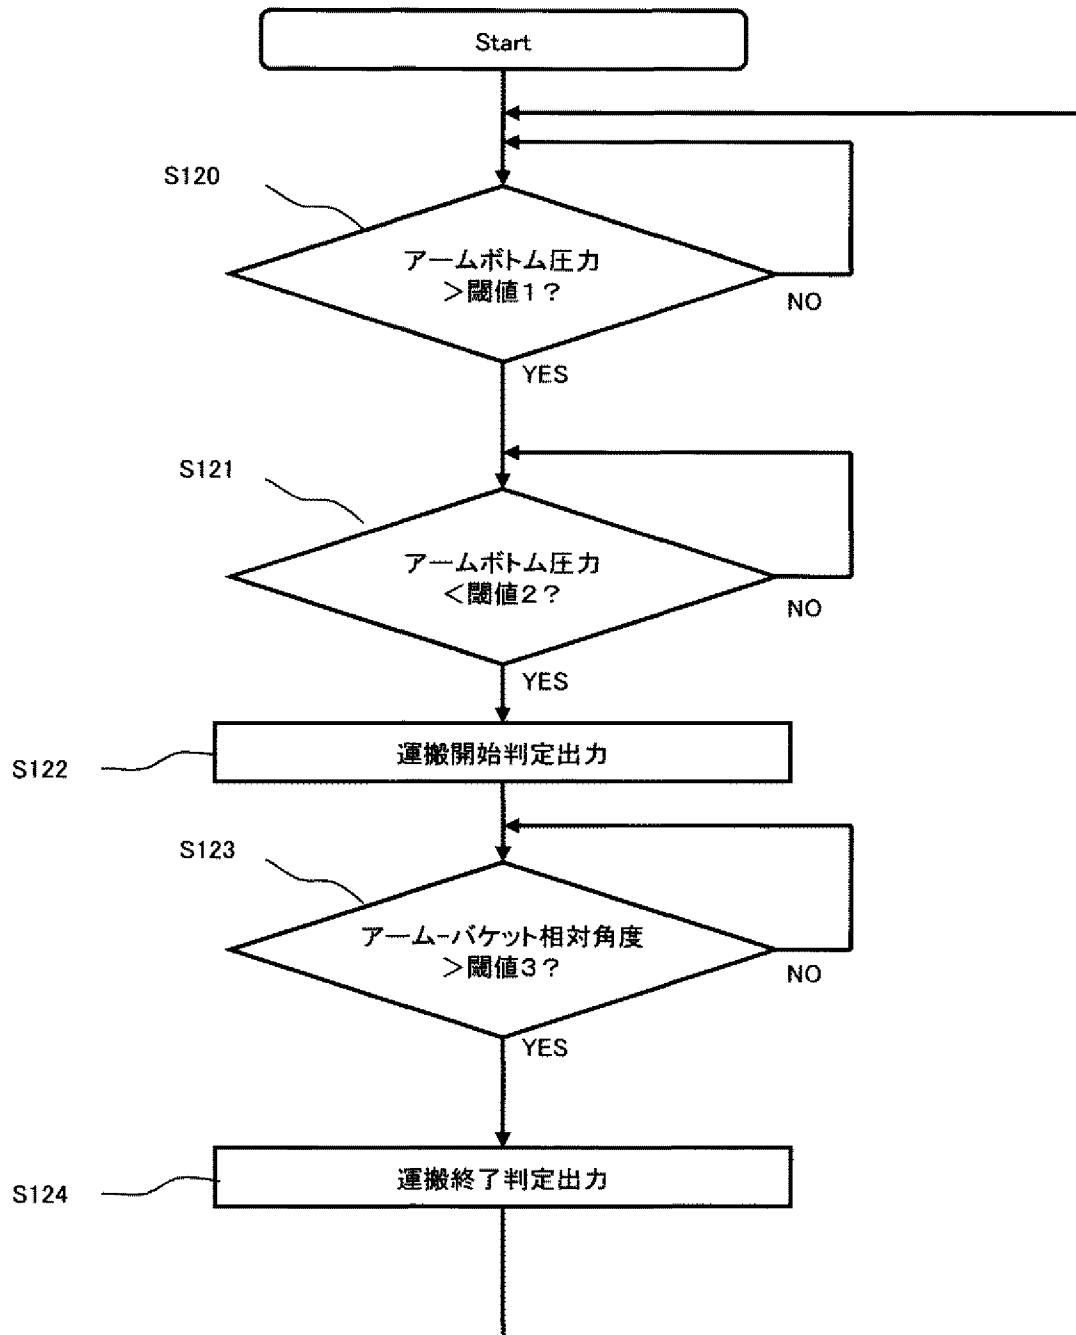 Start
S120
アームボトム圧力
＞閾値1？
NO
YES
S121
アームボトム圧力
＜閾値2？
NO
YES
S122
運搬開始判定出力
S123
アーム-バケット相対角度
＞閾値3？
NO
YES
S124
運搬終了判定出力